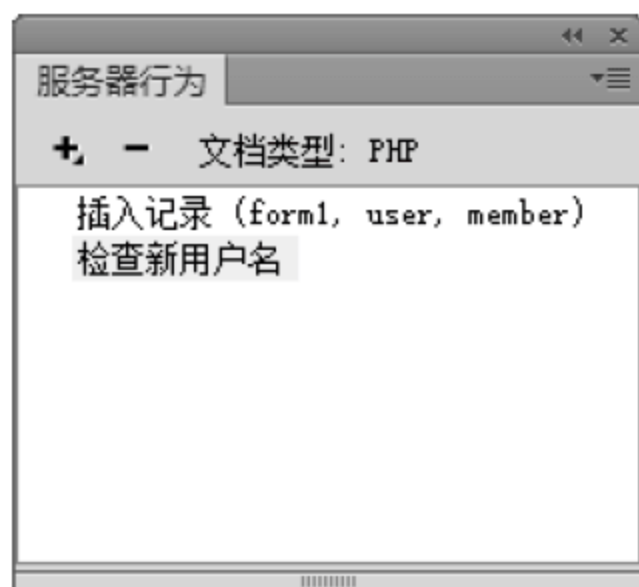 服务器行为
文档类型: PHP
插入记录 (form1, user, member)
检查新用户名